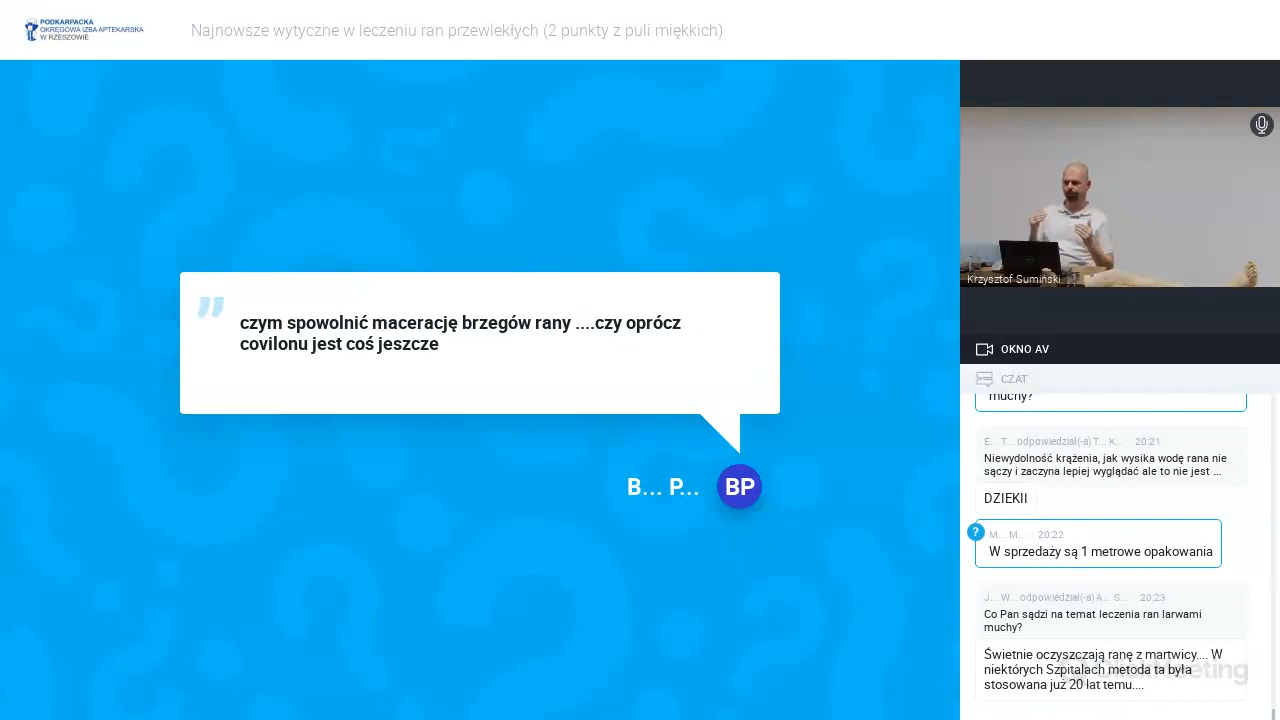 PODKARPACKA
OKRĘGOWA IZBA APTEKARSKA
W RZESZOWIE
Najnowsze wytyczne w leczeniu ran przewlekłych (2 punkty z puli miękkich)
czym spowolnić macerację brzegów rany ....czy oprócz
covilonu jest coś jeszcze
B... P...
BP
Krzysztof Sumiński
OKNO AV
CZAT
muchy?
E... T... odpowiedział(-a) T... K... 20:21
Niewydolność krążenia, jak wysika wodę rana nie
sączy i zaczyna lepiej wyglądać ale to nie jest ...
DZIEKII
?
M... M... 20:22
W sprzedaży są 1 metrowe opakowania
J... W... odpowiedział(-a) A... S... 20:23
Co Pan sądzi na temat leczenia ran larwami
muchy?
Świetnie oczyszczają ranę z martwicy.... W
niektórych Szpitalach metoda ta była
stosowana już 20 lat temu....
ClickMeeting